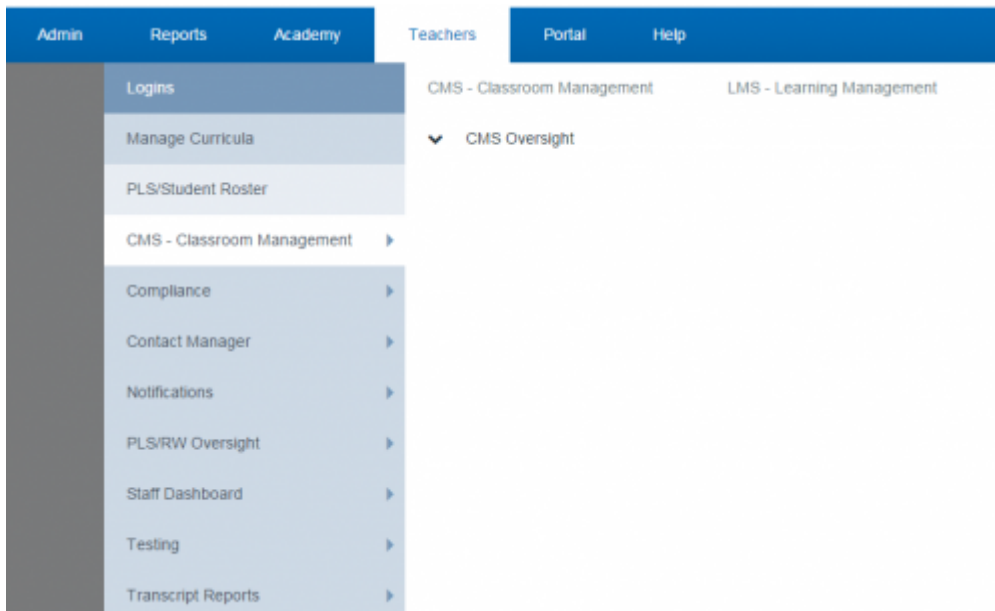 Admin Reports Academy Teachers Portal Help
Logins
Manage Curricula
PLS/Student Roster
CMS - Classroom Management
Compliance
Contact Manager
Notifications
PLS/RW Oversight
Staff Dashboard
Testing
Transcript Reports
CMS - Classroom Management LMS - Learning Management
CMS Oversight